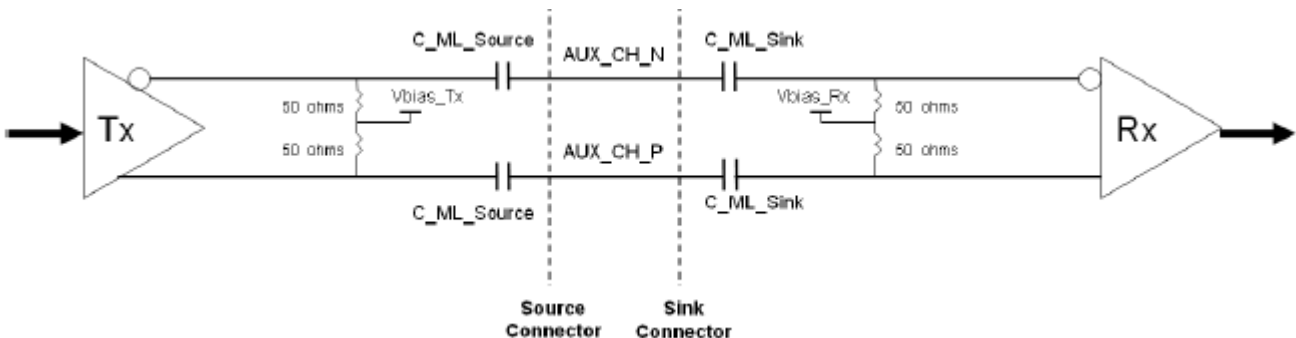 C_ML_Source
AUX_CH_N
C_ML_Sink
50 ohms
Vbias_Tx
Vbias_Rx
50 ohms
Tx
Rx
50 ohms
AUX_CH_P
50 ohms
C_ML_Source
C_ML_Sink
Source
Connector
Sink
Connector